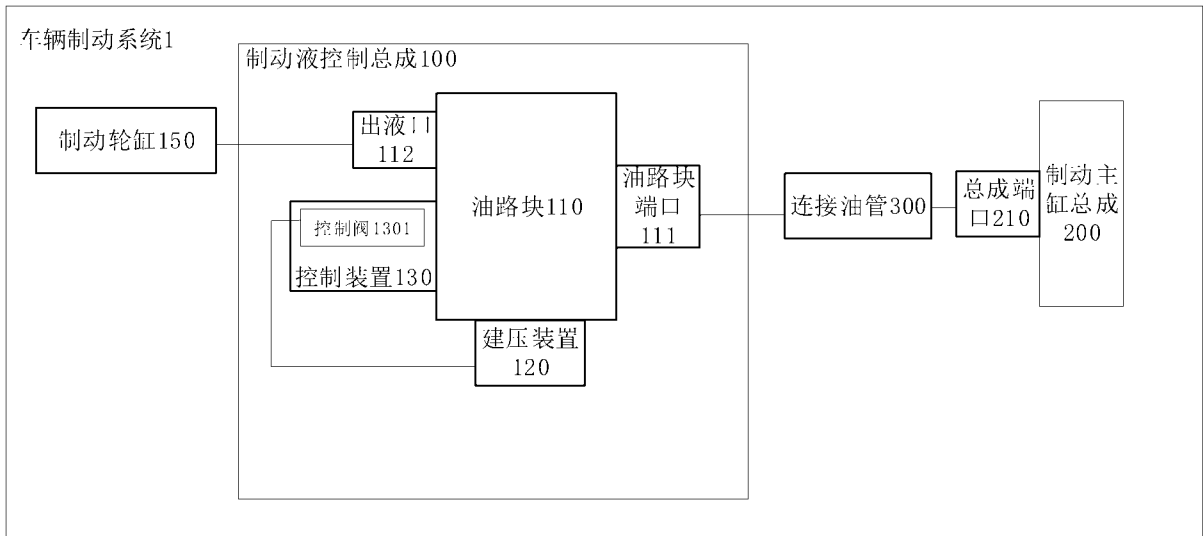 车辆制动系统1
制动液控制总成100
制动轮缸150
出液口
112
控制阀1301
控制装置130
油路块110
建压装置
120
油路块
端口
111
连接油管300
总成端
口210
制动主
缸总成
200